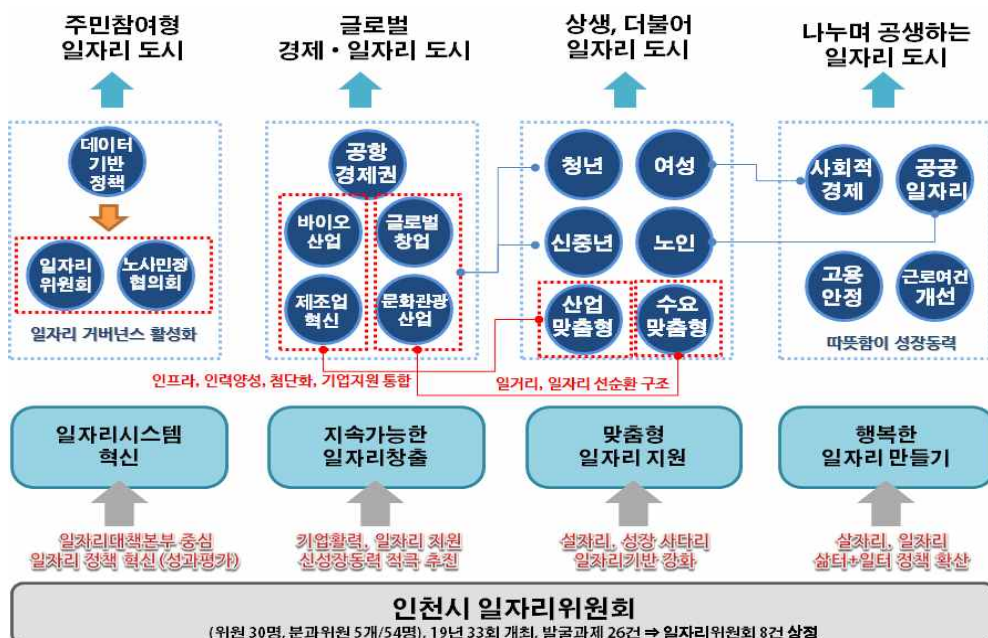 주민참여형
일자리 도시
글로벌
경제·일자리 도시
상생, 더불어
일자리 도시
나누며 공생하는
일자리 도시
데이터
기반
정책
일자리
위원회
노사민정
협의회
일자리 거버넌스 활성화
공항
경제권
바이오
산업
글로벌
창업
제조업
혁신
문화관광
산업
청년
여성
신중년
노인
산업
맞춤형
수요
맞춤형
사회적
경제
공공
일자리
고용
안정
근로여건
개선
따뜻함이 성장동력
인프라, 인력양성, 첨단화, 기업지원 통합
일거리, 일자리 선순환 구조
일자리시스템
혁신
지속가능한
일자리창출
맞춤형
일자리 지원
행복한
일자리 만들기
일자리대책본부 중심
일자리 정책 혁신 (성과평가)
기업활력, 일자리 지원
신성장동력 적극 추진
설자리, 성장 사다리
일자리기반 강화
살자리, 일자리
삶터+일터 정책 확산
인천시 일자리위원회
(위원 30명, 분과위원 5개/54명), 19년 33회 개최, 발굴과제 26건 ⇒ 일자리위원회 8건 상정